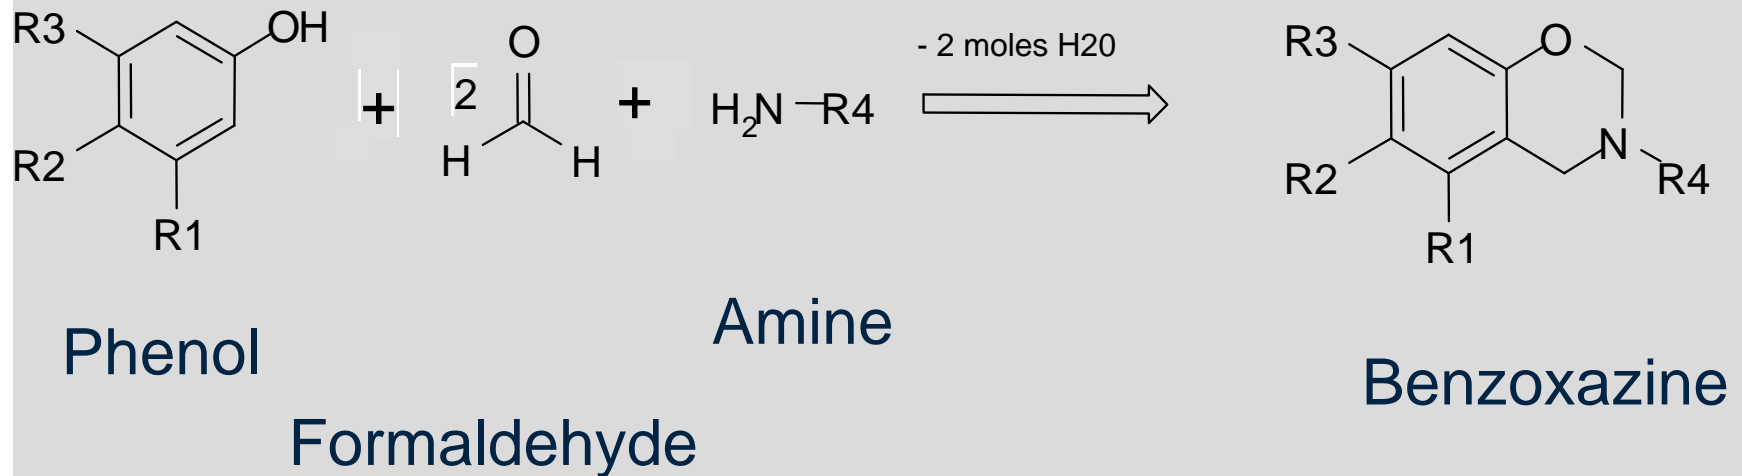 R3
OH
R2
R1
+
2
O
H
H
+
H2N
R4
- 2 moles H20
R3
O
R2
N
R4
R1
Phenol
Formaldehyde
Amine
Benzoxazine